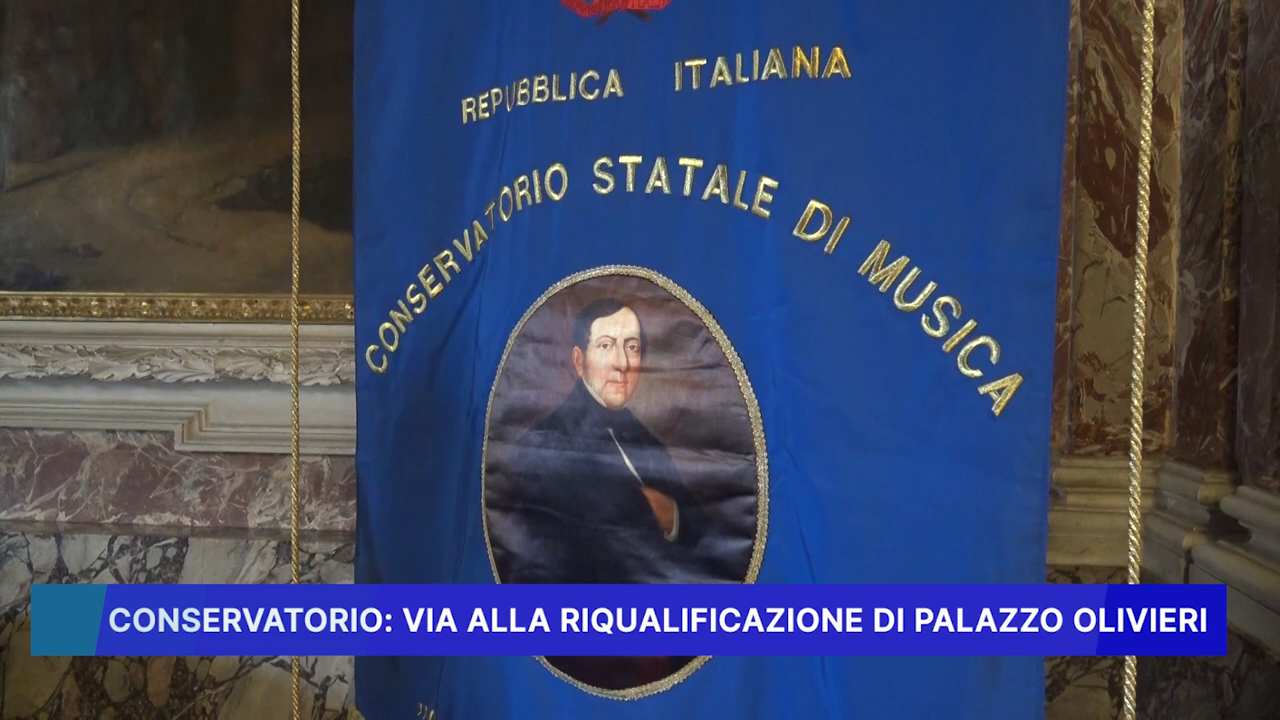 REPUBBLICA ITALIANA
CONSERVATORIO STATALE DI MUSICA
CONSERVATORIO: VIA ALLA RIQUALIFICAZIONE DI PALAZZO OLIVIERI